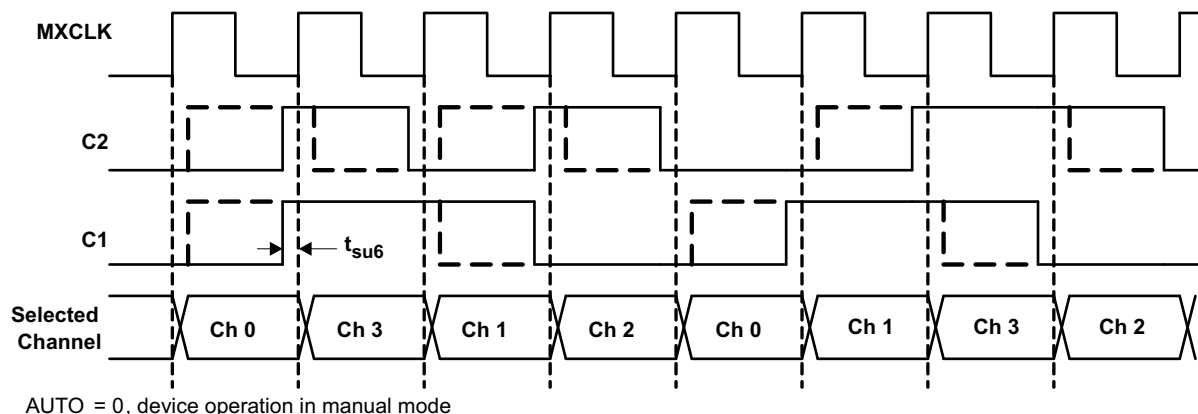 MXCLK
C2
C1
tsu6
Selected Channel
Ch 0 Ch 3 Ch 1 Ch 2 Ch 0 Ch 1 Ch 3 Ch 2
AUTO = 0, device operation in manual mode